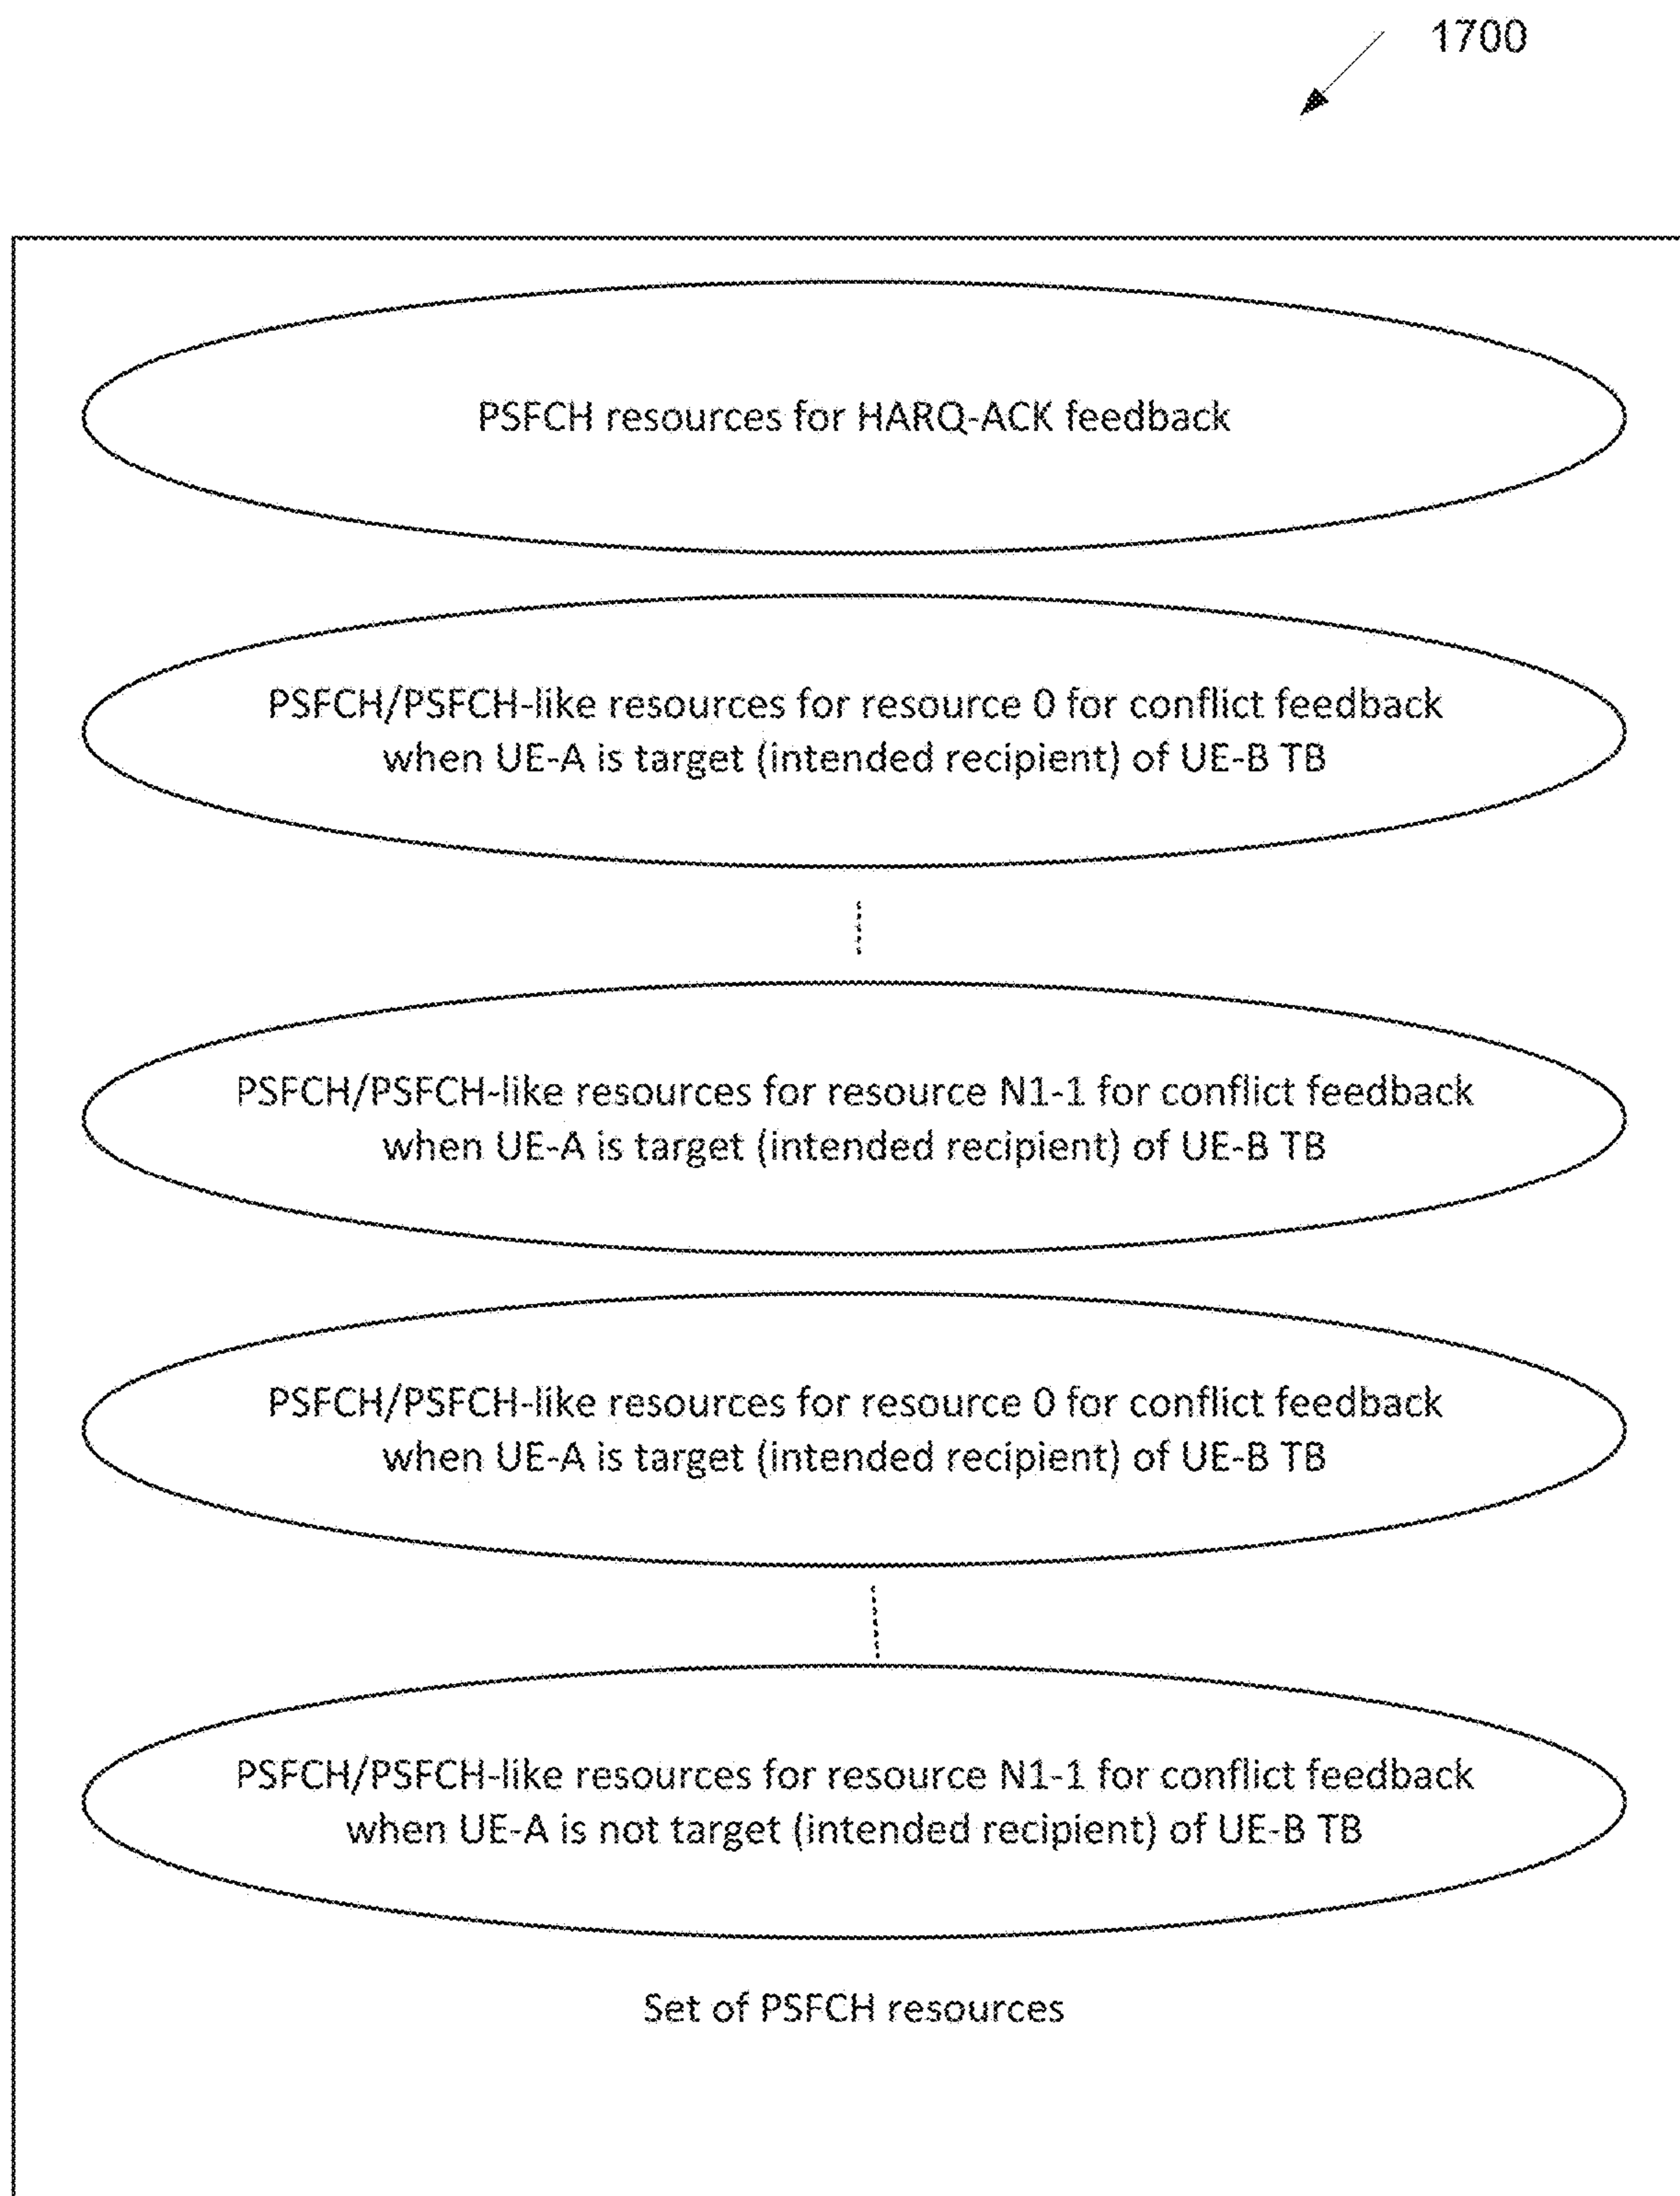 1700
PSFCH resources for HARQ-ACK feedback
PSFCH/PSFCH-like resources for resource 0 for conflict feedback
when UE-A is target (intended recipient) of UE-B TB
PSFCH/PSFCH-like resources for resource N1-1 for conflict feedback
when UE-A is target (intended recipient) of UE-B TB
PSFCH/PSFCH-like resources for resource 0 for conflict feedback
when UE-A is target (intended recipient) of UE-B TB
PSFCH/PSFCH-like resources for resource N1-1 for conflict feedback
when UE-A is not target (intended recipient) of UE-B TB
Set of PSFCH resources